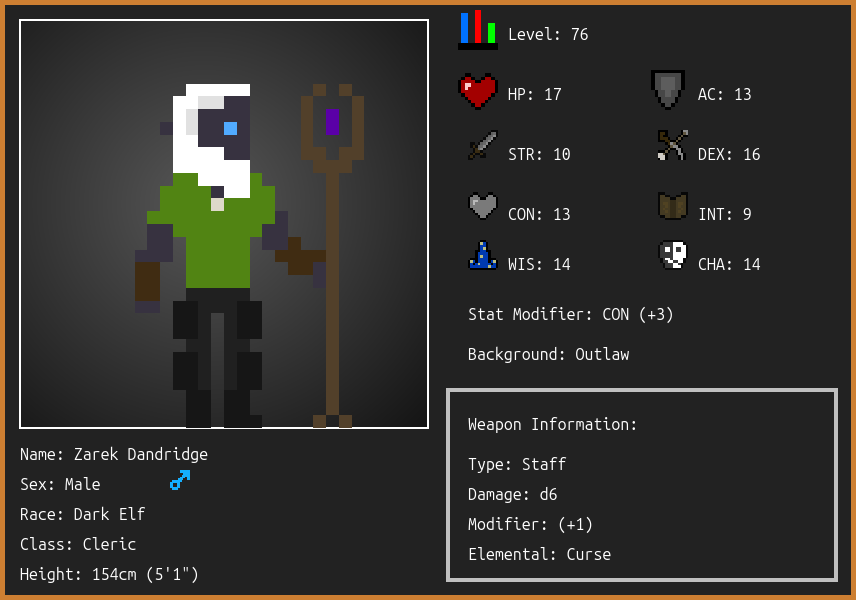 Level: 76
HP: 17
AC: 13
STR: 10
DEX: 16
CON: 13
INT: 9
WIS: 14
CHA: 14
Stat Modifier: CON (+3)
Background: Outlaw
Weapon Information:
Type: Staff
Damage: d6
Modifier: (+1)
Elemental: Curse
Name: Zarek Dandridge
Sex: Male
Race: Dark Elf
Class: Cleric
Height: 154cm (5'1")